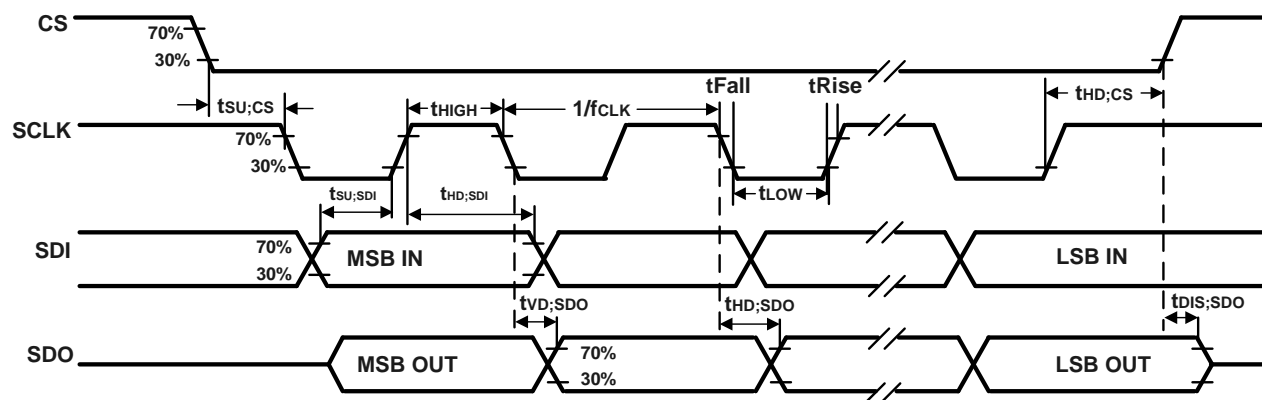 CS
70%
30%
tSU;CS
tHIGH
1/fCLK
tFall
tRise
tHD;CS
SCLK
70%
30%
tSU;SDI
tHD;SDI
tLOW
SDI
70%
30%
MSB IN
LSB IN
tVD;SDO
tHD;SDO
tDIS;SDO
SDO
MSB OUT
70%
30%
LSB OUT